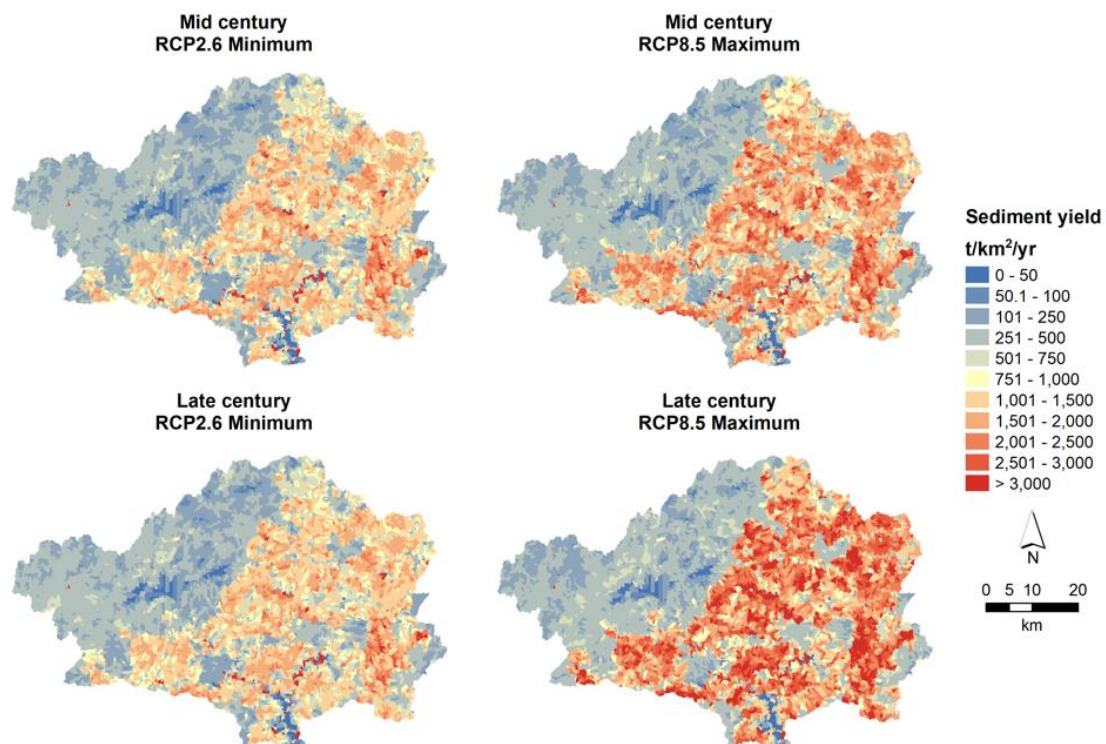 Mid century
RCP2.6 Minimum
Mid century
RCP8.5 Maximum
Late century
RCP2.6 Minimum
Late century
RCP8.5 Maximum
Sediment yield
t/km²/yr
0 - 50
50.1 - 100
101 - 250
251 - 500
501 - 750
751 - 1,000
1,001 - 1,500
1,501 - 2,000
2,001 - 2,500
2,501 - 3,000
> 3,000
N
0 5 10 20
km